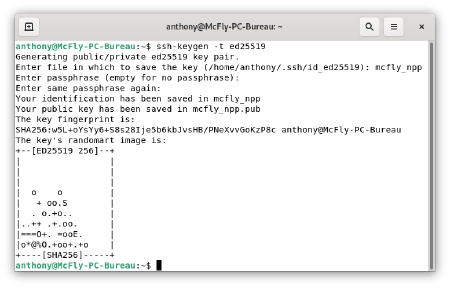 anthony@McFly-PC-Bureau: ~
anthony@McFly-PC-Bureau:~$ ssh-keygen -t ed25519
Generating public/private ed25519 key pair.
Enter file in which to save the key (/home/anthony/.ssh/id_ed25519): mcfly_npp
Enter passphrase (empty for no passphrase):
Enter same passphrase again:
Your identification has been saved in mcfly_npp
Your public key has been saved in mcfly_npp.pub
The key fingerprint is:
SHA256:w5L+oYsYy6+S8s28Ije5b6kbJvsHB/PNeXvvGoKzP8c anthony@McFly-PC-Bureau
The key's randomart image is:
+--[ED25519 256]--+
|                 |
|                 |
|                 |
|  o    o         |
|   + oo.S        |
|  . o.+o..       |
|..++ .+.oo.      |
|===O+. =ooE.     |
|o*@%O.+oo+.+o    |
+----[SHA256]-----+
anthony@McFly-PC-Bureau:~$